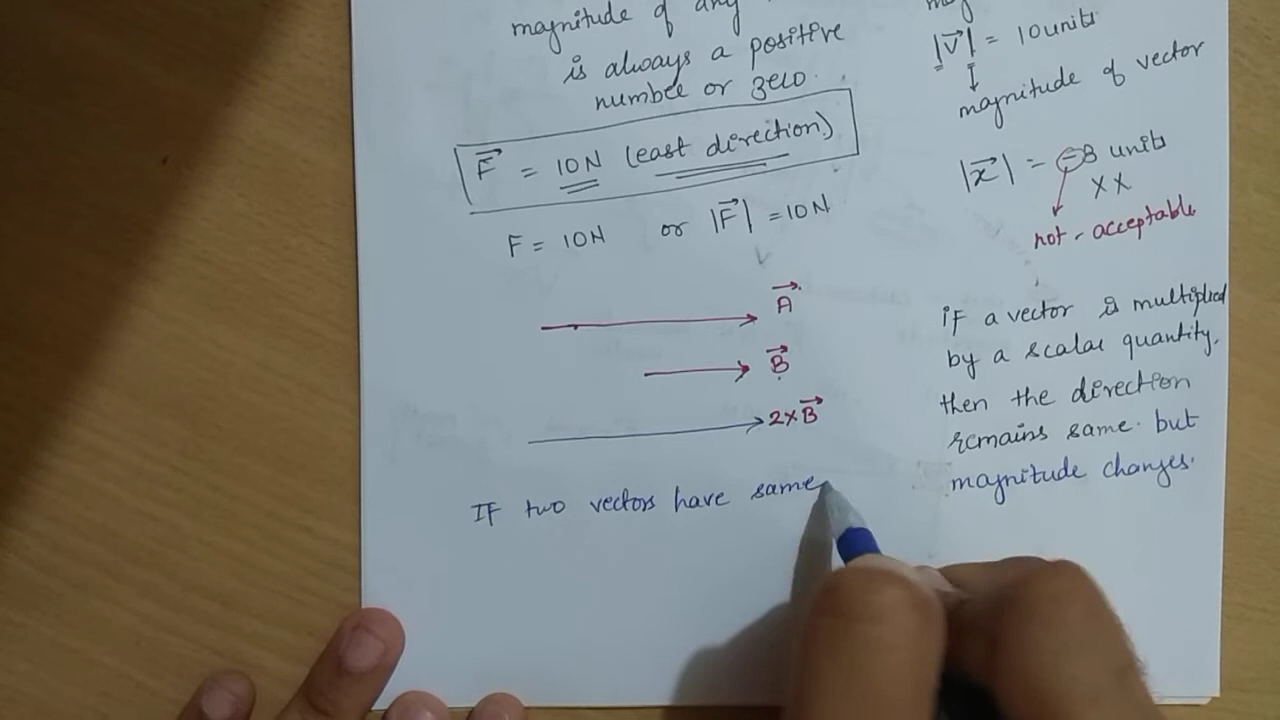 magnitude of any
is always a positive
number or zero.
F = 10N (east direction)
F = 10N or |F| = 10N
A
B
2×B
IF two vectors have same
|V| = 10 units
magnitude of vector
|x| = -8 units
××
not - acceptable
if a vector is multiplied
by a scalar quantity,
then the direction
remains same. but
magnitude changes.